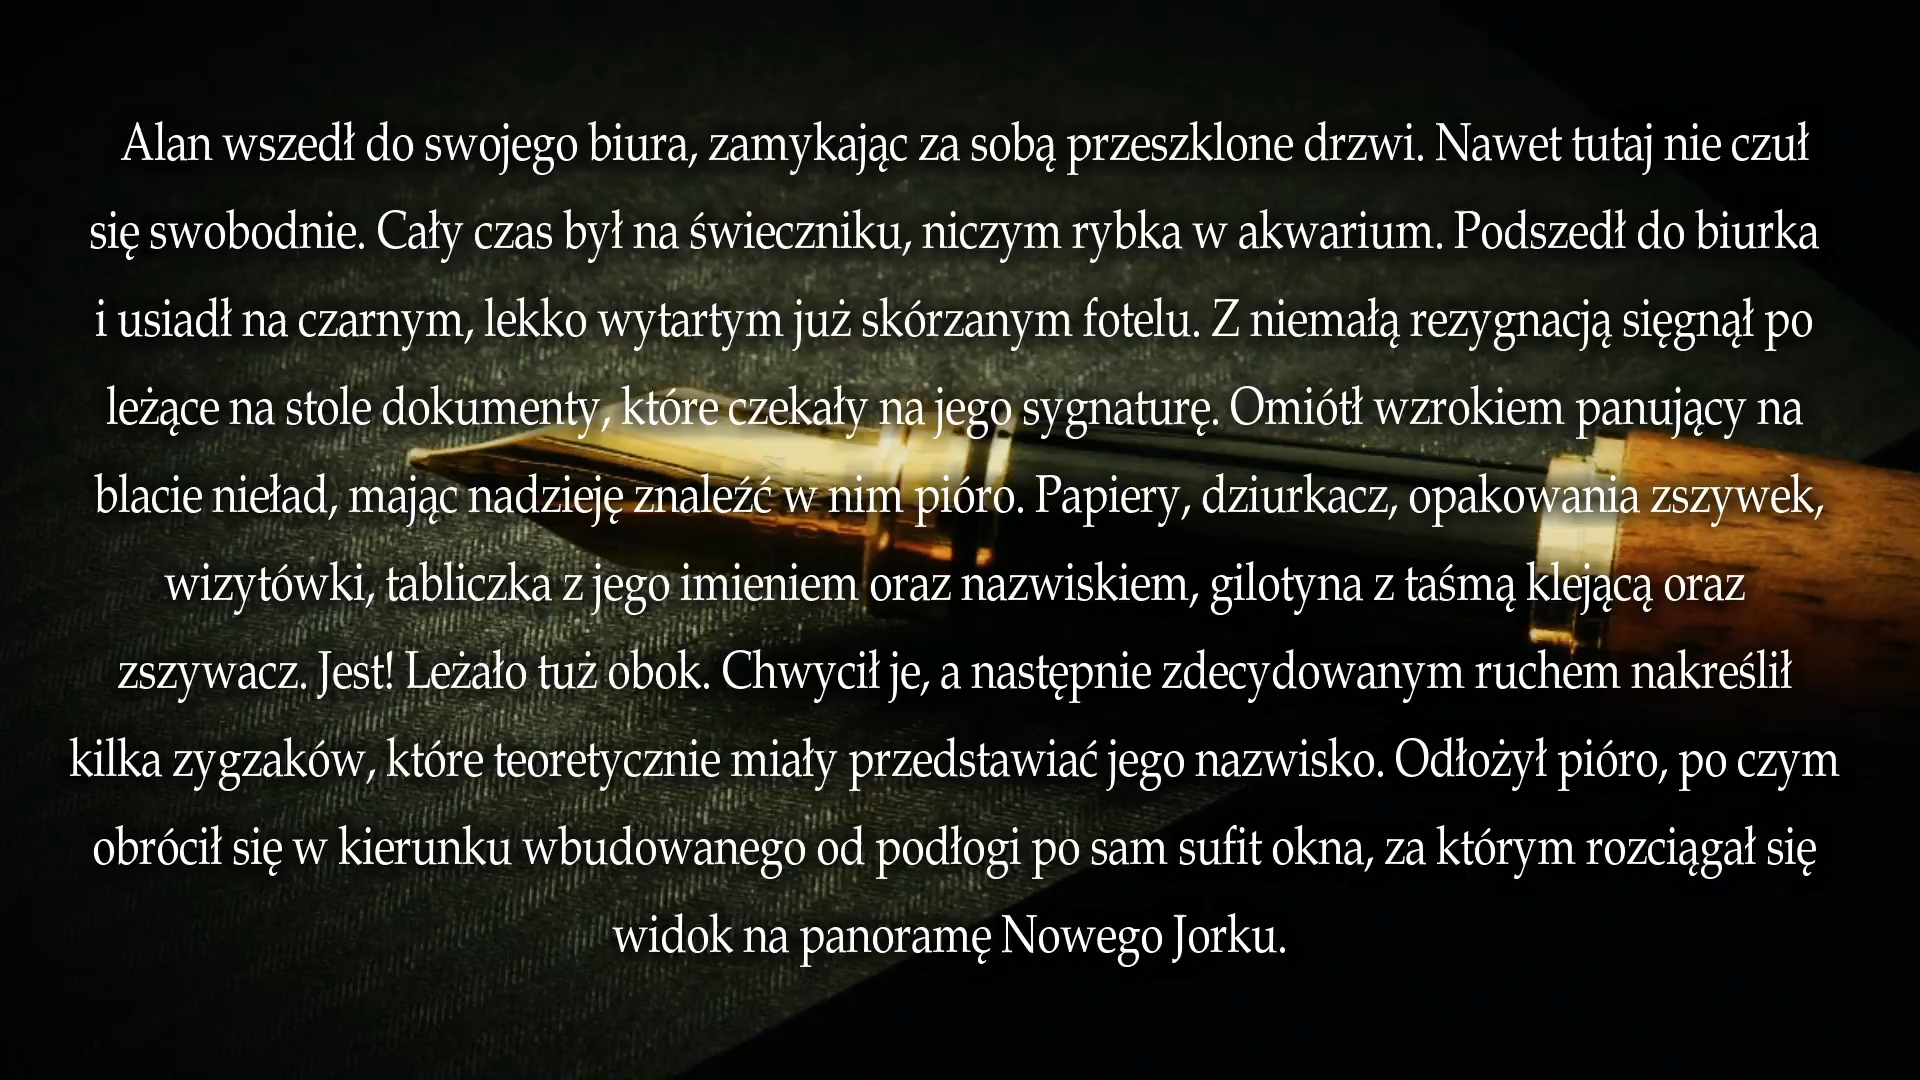 Alan wszedł do swojego biura, zamykając za sobą przeszklone drzwi. Nawet tutaj nie czuł
się swobodnie. Cały czas był na świeczniku, niczym rybka w akwarium. Podszedł do biurka
i usiadł na czarnym, lekko wytartym już skórzanym fotelu. Z niemałą rezygnacją sięgnął po
leżące na stole dokumenty, które czekały na jego sygnaturę. Omiótł wzrokiem panujący na
blacie nieład, mając nadzieję znaleźć w nim pióro. Papiery, dziurkacz, opakowania zszywek,
wizytówki, tabliczka z jego imieniem oraz nazwiskiem, gilotyna z taśmą klejącą oraz
zszywacz. Jest! Leżało tuż obok. Chwycił je, a następnie zdecydowanym ruchem nakreślił
kilka zygzaków, które teoretycznie miały przedstawiać jego nazwisko. Odłożył pióro, po czym
obrócił się w kierunku wbudowanego od podłogi po sam sufit okna, za którym rozciągał się
widok na panoramę Nowego Jorku.